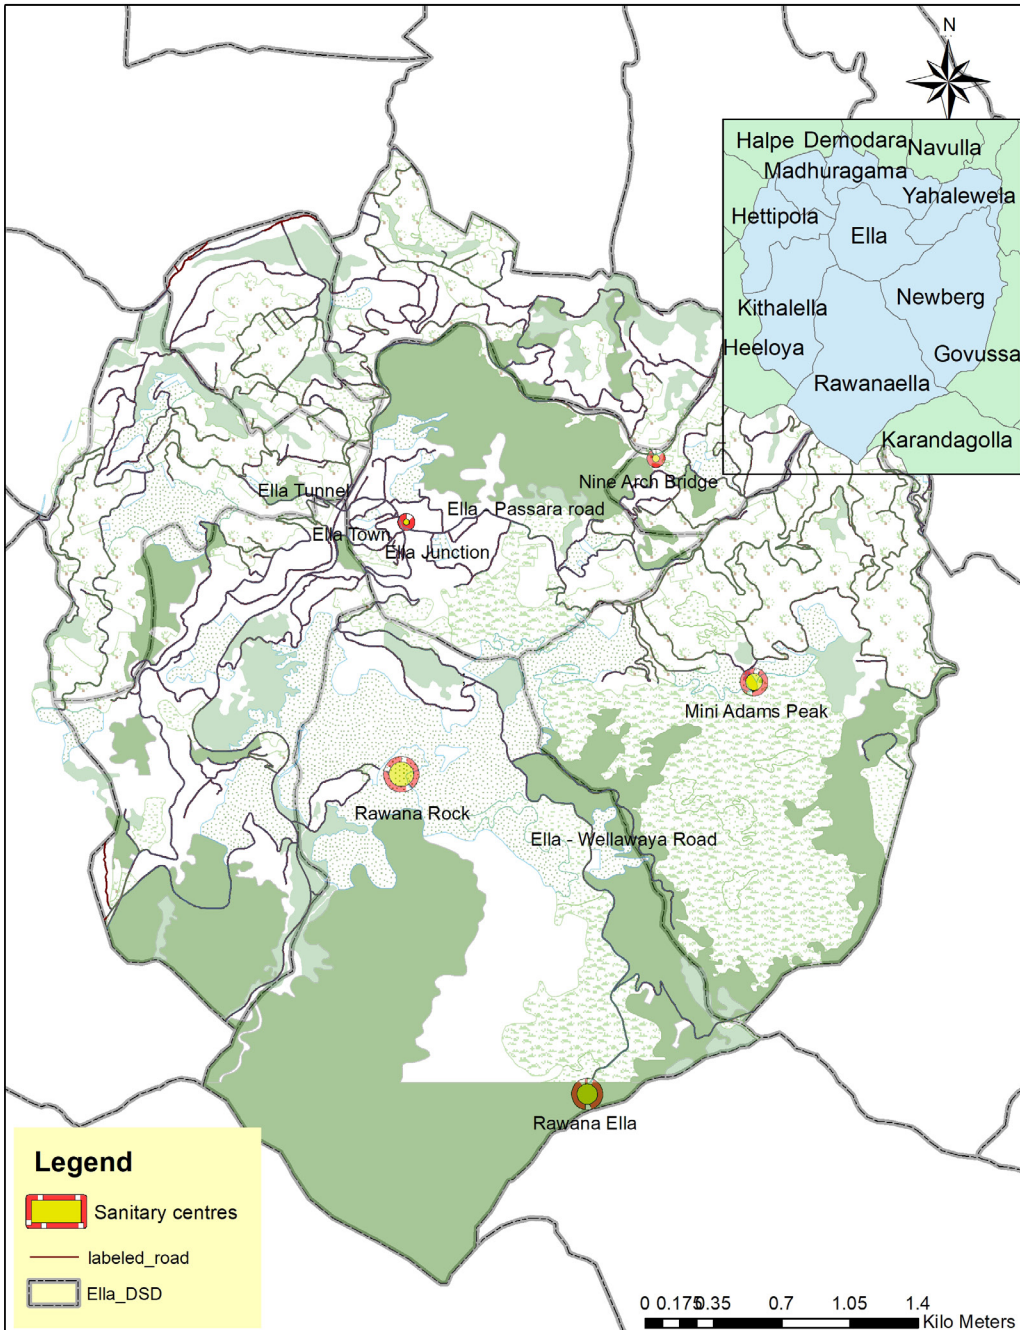 N
Halpe Demodara
Navulla
Madhuragama
Yahalewela
Hettipola
Ella
Newberg
Kithalella
Heeloya
Govussa
Rawanaella
Karandagolla
Nine Arch Bridge
Ella Tunnel
Ella - Passara road
Ella Town
Ella Junction
Mini Adams Peak
Rawana Rock
Ella - Wellawaya Road
Rawana Ella
Legend
Sanitary centres
labeled_road
Ella_DSD
0 0.175 0.35 0.7 1.05 1.4
Kilo Meters